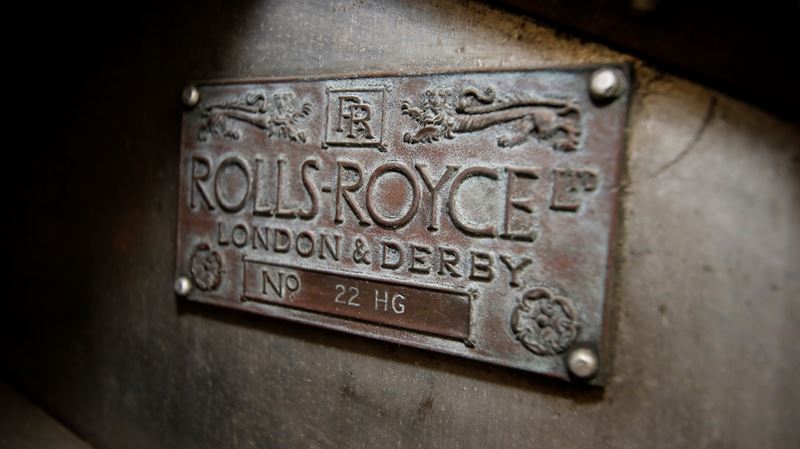 RR
ROLLS-ROYCE LTD
LONDON & DERBY
No. 22 HG